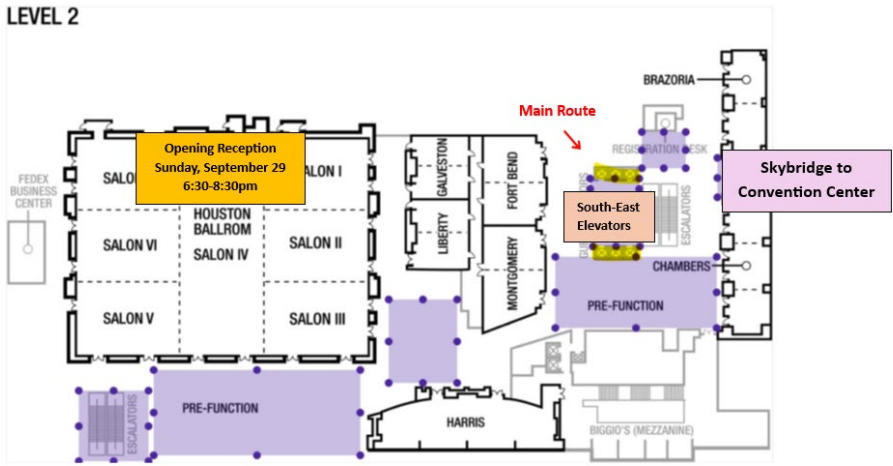 LEVEL 2
BRAZORIA
Main Route
REGISTRATION DESK
Opening Reception
Sunday, September 29
6:30-8:30pm
SALON I
FEDEX
BUSINESS
CENTER
GALVESTON
FORT BEND
Skybridge to
Convention Center
HOUSTON
BALLROM
South-East
Elevators
ESCALATORS
SALON VI
SALON IV
SALON II
LIBERTY
MONTGOMERY
CHAMBERS
PRE-FUNCTION
SALON V
SALON III
PRE-FUNCTION
ESCALATORS
HARRIS
BIGGIO'S (MEZZANINE)